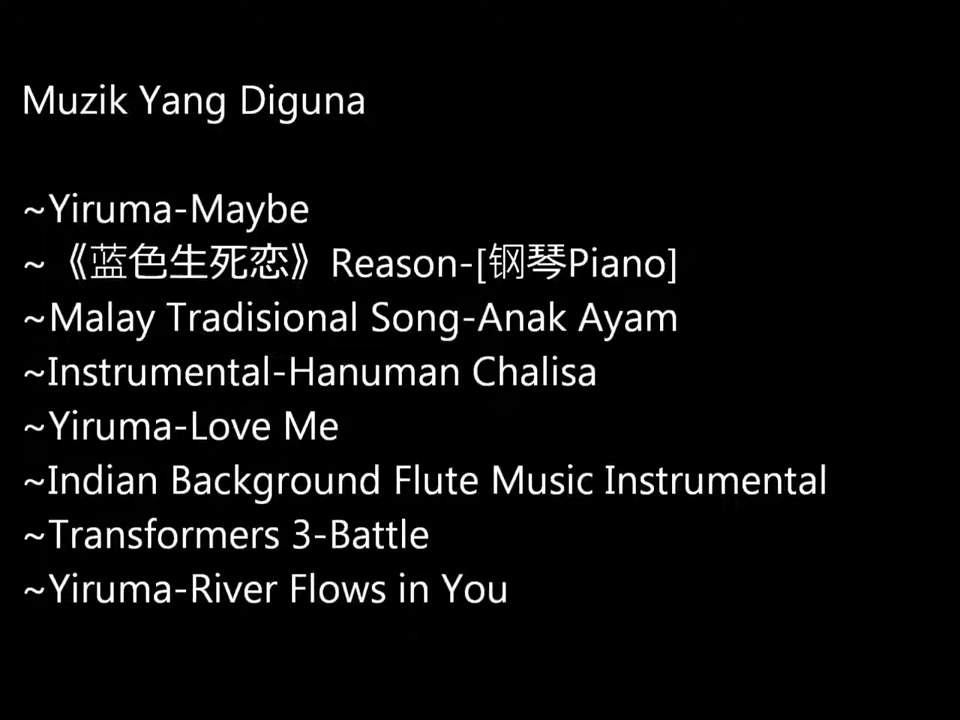 Muzik Yang Diguna
~Yiruma-Maybe
~《蓝色生死恋》Reason-[钢琴Piano]
~Malay Tradisional Song-Anak Ayam
~Instrumental-Hanuman Chalisa
~Yiruma-Love Me
~Indian Background Flute Music Instrumental
~Transformers 3-Battle
~Yiruma-River Flows in You